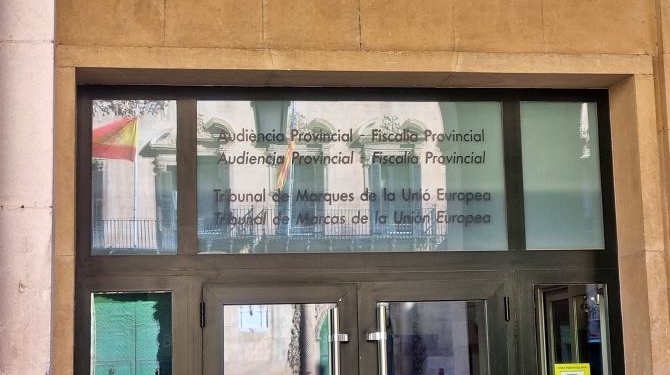 Audiència Provincial - Fiscalia Provincial
Audiencia Provincial - Fiscalía Provincial
Tribunal de Marques de la Unió Europea
Tribunal de Marcas de la Unión Europea